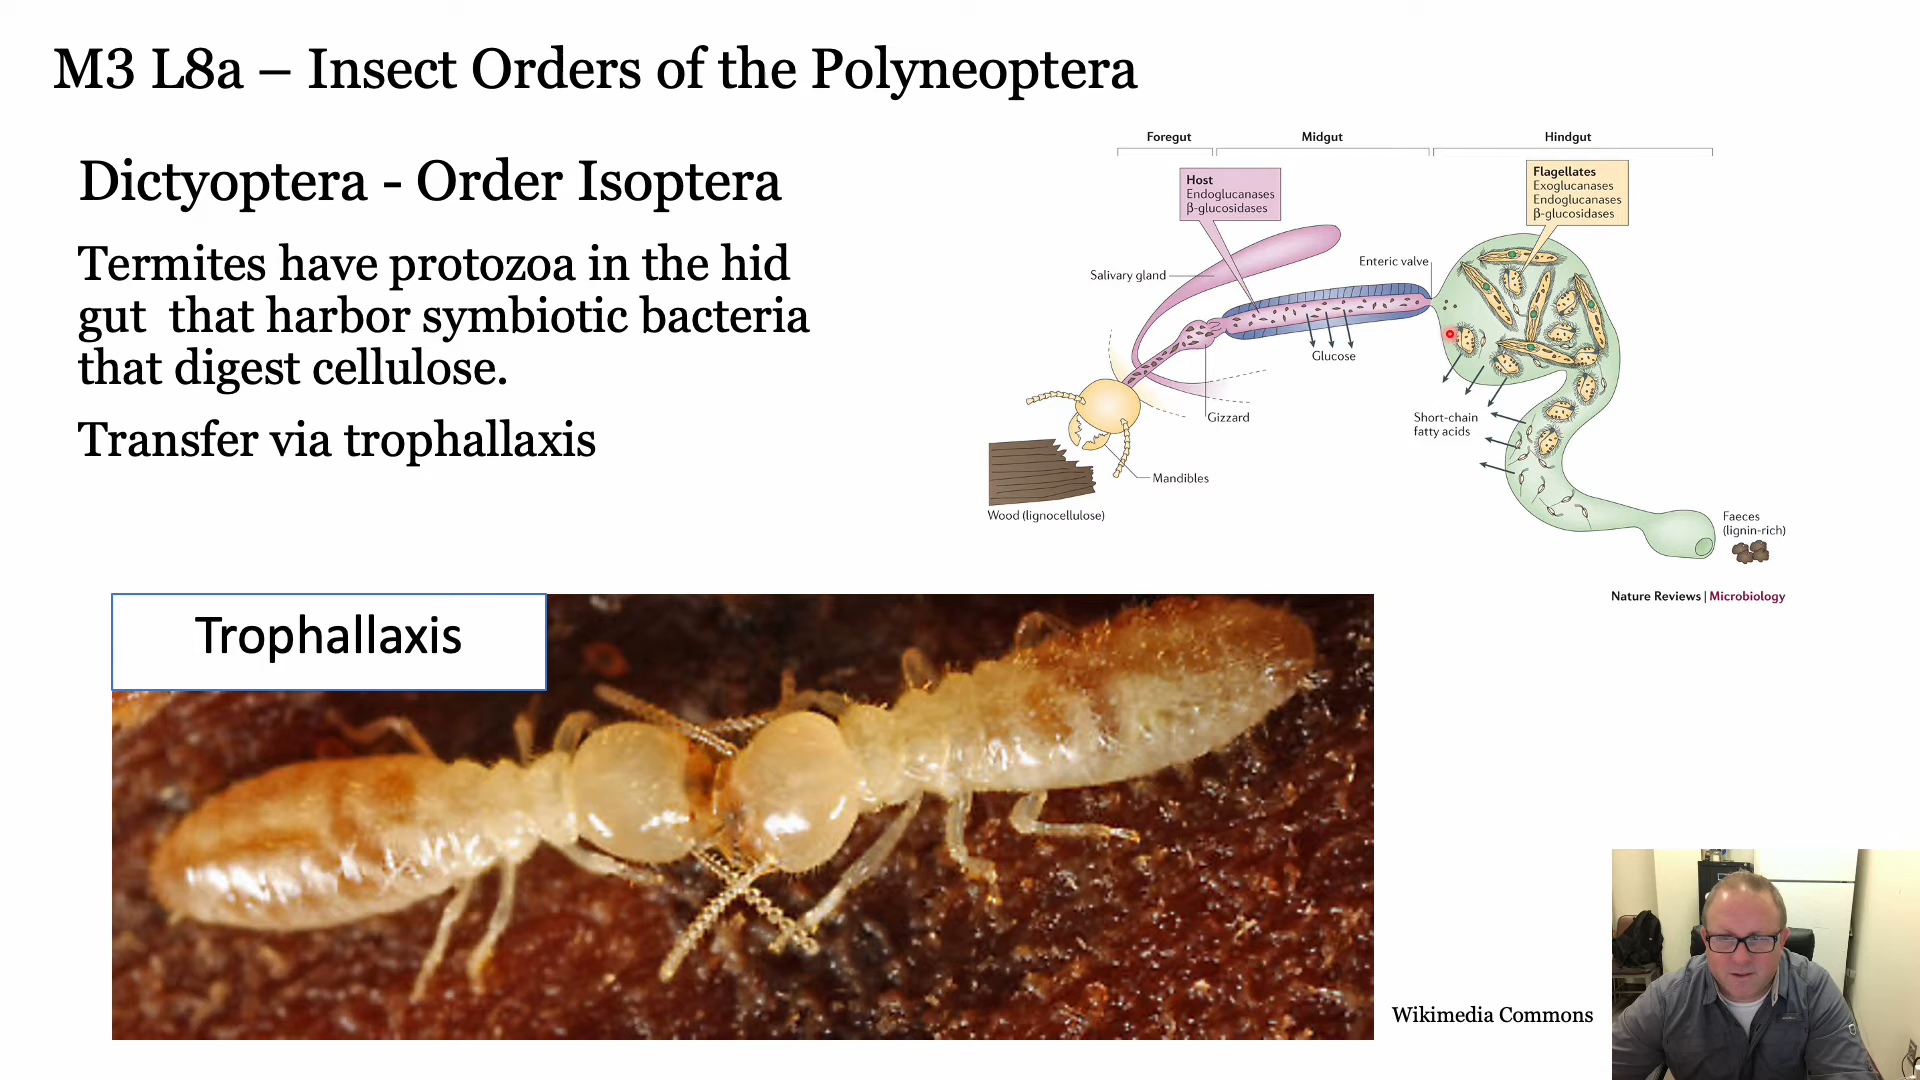 M3 L8a – Insect Orders of the Polyneoptera
Dictyoptera - Order Isoptera
Termites have protozoa in the hid
gut  that harbor symbiotic bacteria
that digest cellulose.
Transfer via trophallaxis
Foregut
Midgut
Hindgut
Host
Endoglucanases
β-glucosidases
Flagellates
Exoglucanases
Endoglucanases
β-glucosidases
Salivary gland
Enteric valve
Glucose
Gizzard
Short-chain
fatty acids
Mandibles
Wood (lignocellulose)
Faeces
(lignin-rich)
Nature Reviews | Microbiology
Trophallaxis
Wikimedia Commons